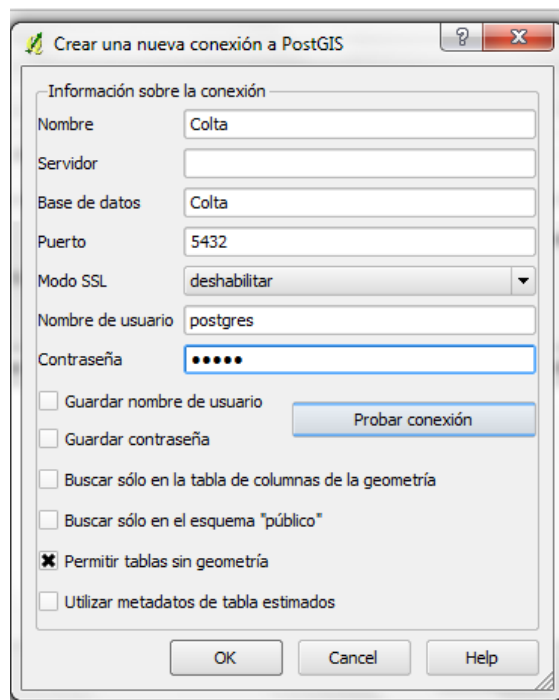 Crear una nueva conexión a PostGIS
Información sobre la conexión
Nombre Colta
Servidor
Base de datos Colta
Puerto 5432
Modo SSL deshabilitar
Nombre de usuario postgres
Contraseña •••••
Guardar nombre de usuario
Probar conexión
Guardar contraseña
Buscar sólo en la tabla de columnas de la geometría
Buscar sólo en el esquema "público"
Permitir tablas sin geometría
Utilizar metadatos de tabla estimados
OK Cancel Help